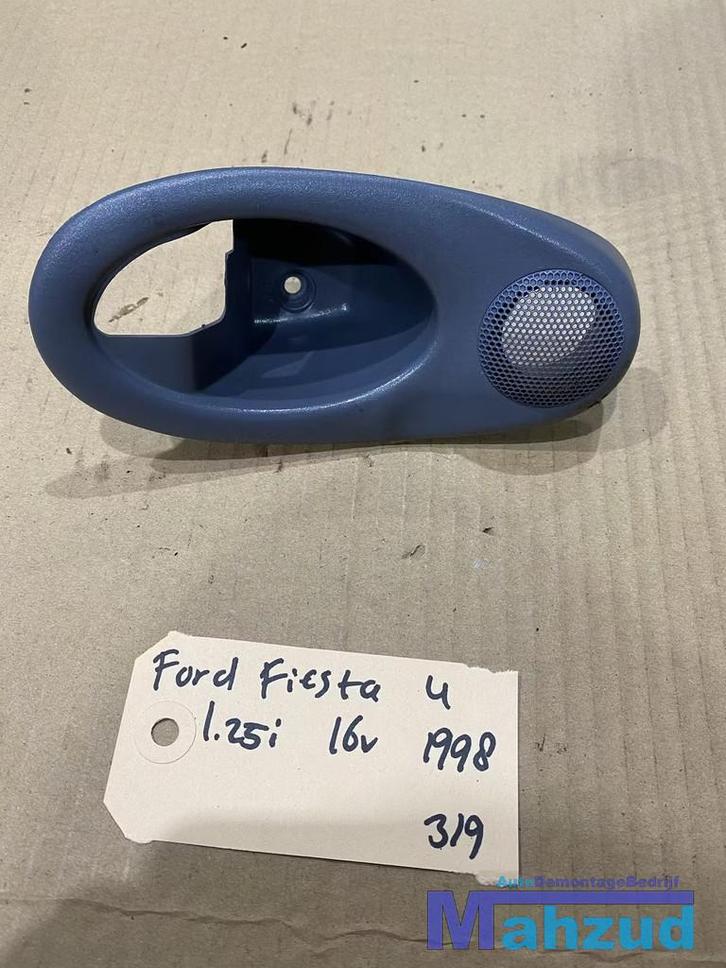 Ford Fiesta 4
1.25i 16v 1998
319
AutoDemontageBedrijf
Mahzud